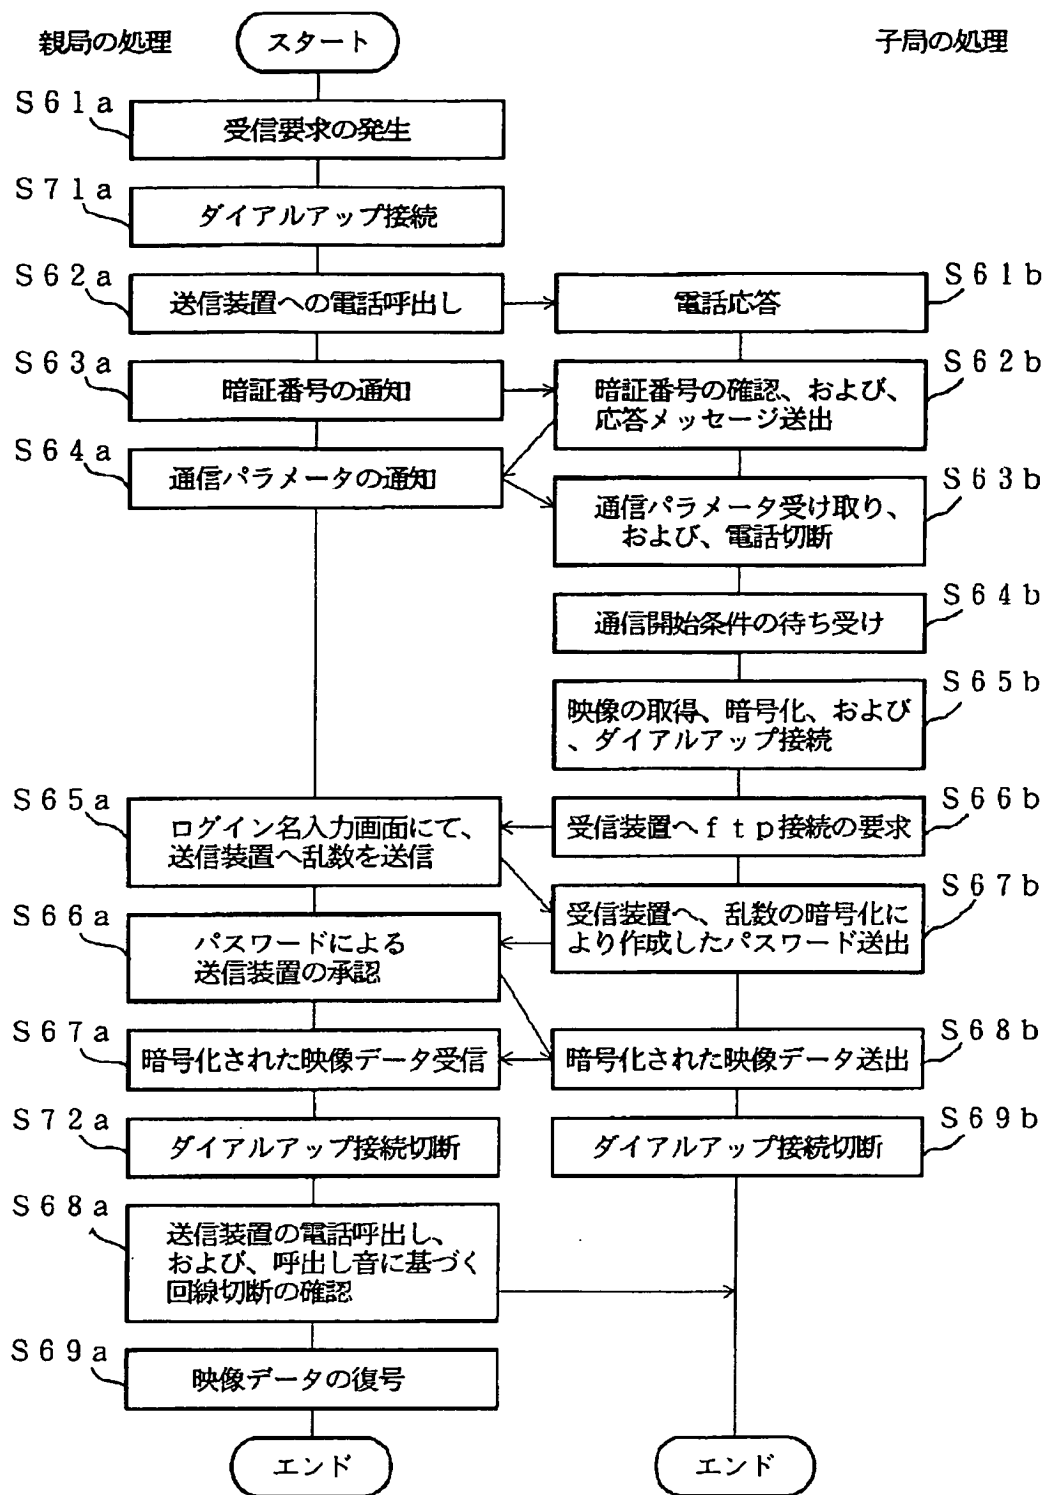 親局の処理
スタート
子局の処理
S61a
受信要求の発生
S71a
ダイアルアップ接続
S62a
送信装置への電話呼出し
電話応答
S61b
S63a
暗証番号の通知
暗証番号の確認、および、
応答メッセージ送出
S62b
S64a
通信パラメータの通知
通信パラメータ受け取り、
および、電話切断
S63b
通信開始条件の待ち受け
S64b
映像の取得、暗号化、および
、ダイアルアップ接続
S65b
S65a
ログイン名入力画面にて、
送信装置へ乱数を送信
受信装置へftp接続の要求
S66b
S66a
パスワードによる
送信装置の承認
受信装置へ、乱数の暗号化に
より作成したパスワード送出
S67b
S67a
暗号化された映像データ受信
暗号化された映像データ送出
S68b
S72a
ダイアルアップ接続切断
ダイアルアップ接続切断
S69b
S68a
送信装置の電話呼出し、
および、呼出し音に基づく
回線切断の確認
S69a
映像データの復号
エンド
エンド